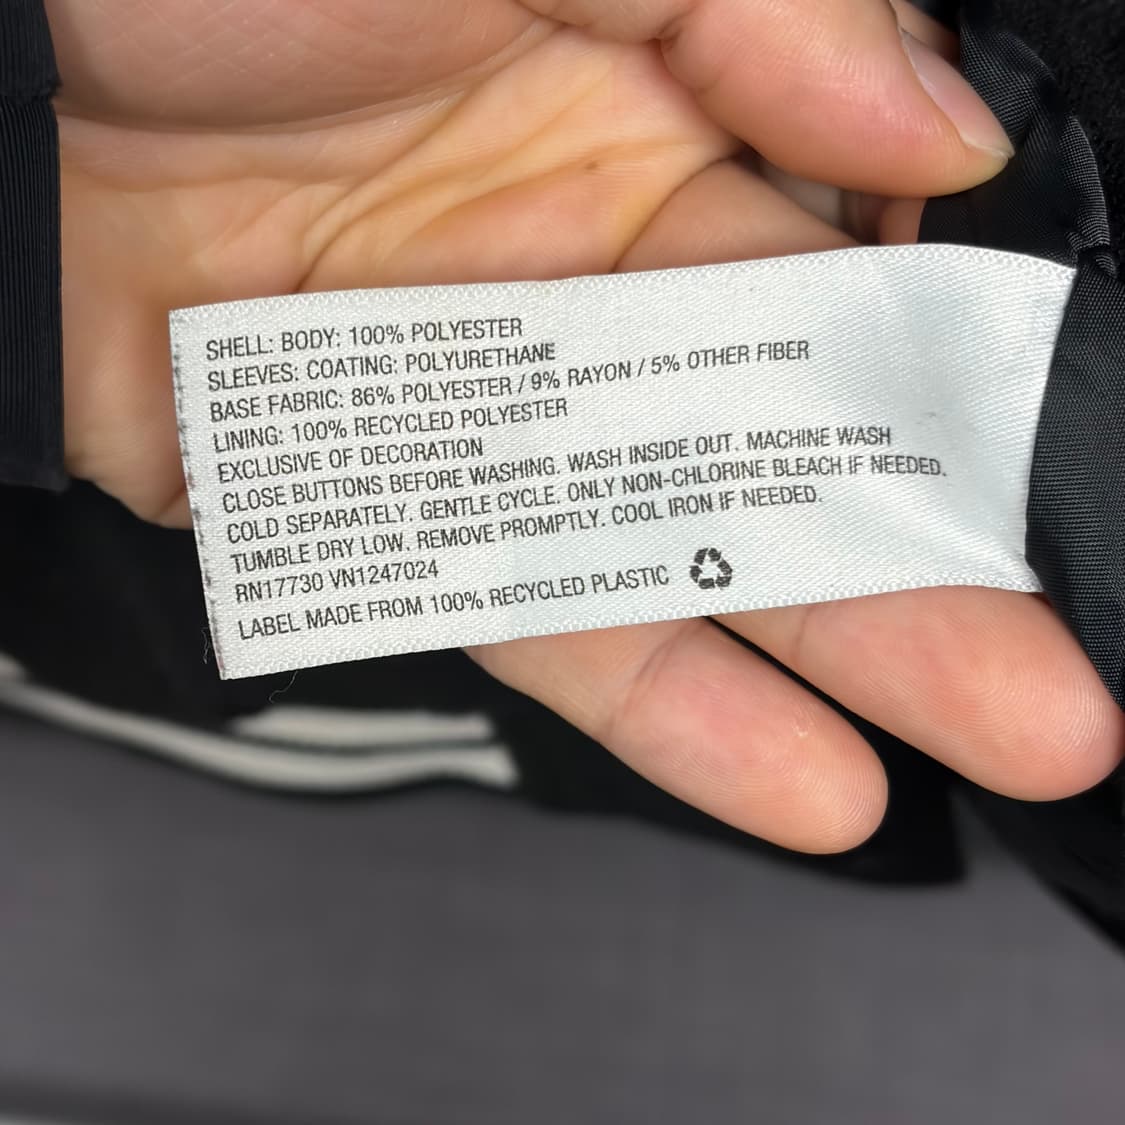 SHELL: BODY: 100% POLYESTER
SLEEVES: COATING: POLYURETHANE
BASE FABRIC: 86% POLYESTER / 9% RAYON / 5% OTHER FIBER
LINING: 100% RECYCLED POLYESTER
EXCLUSIVE OF DECORATION
CLOSE BUTTONS BEFORE WASHING. WASH INSIDE OUT. MACHINE WASH
COLD SEPARATELY. GENTLE CYCLE. ONLY NON-CHLORINE BLEACH IF NEEDED.
TUMBLE DRY LOW. REMOVE PROMPTLY. COOL IRON IF NEEDED.
RN17730 VN1247024
LABEL MADE FROM 100% RECYCLED PLASTIC